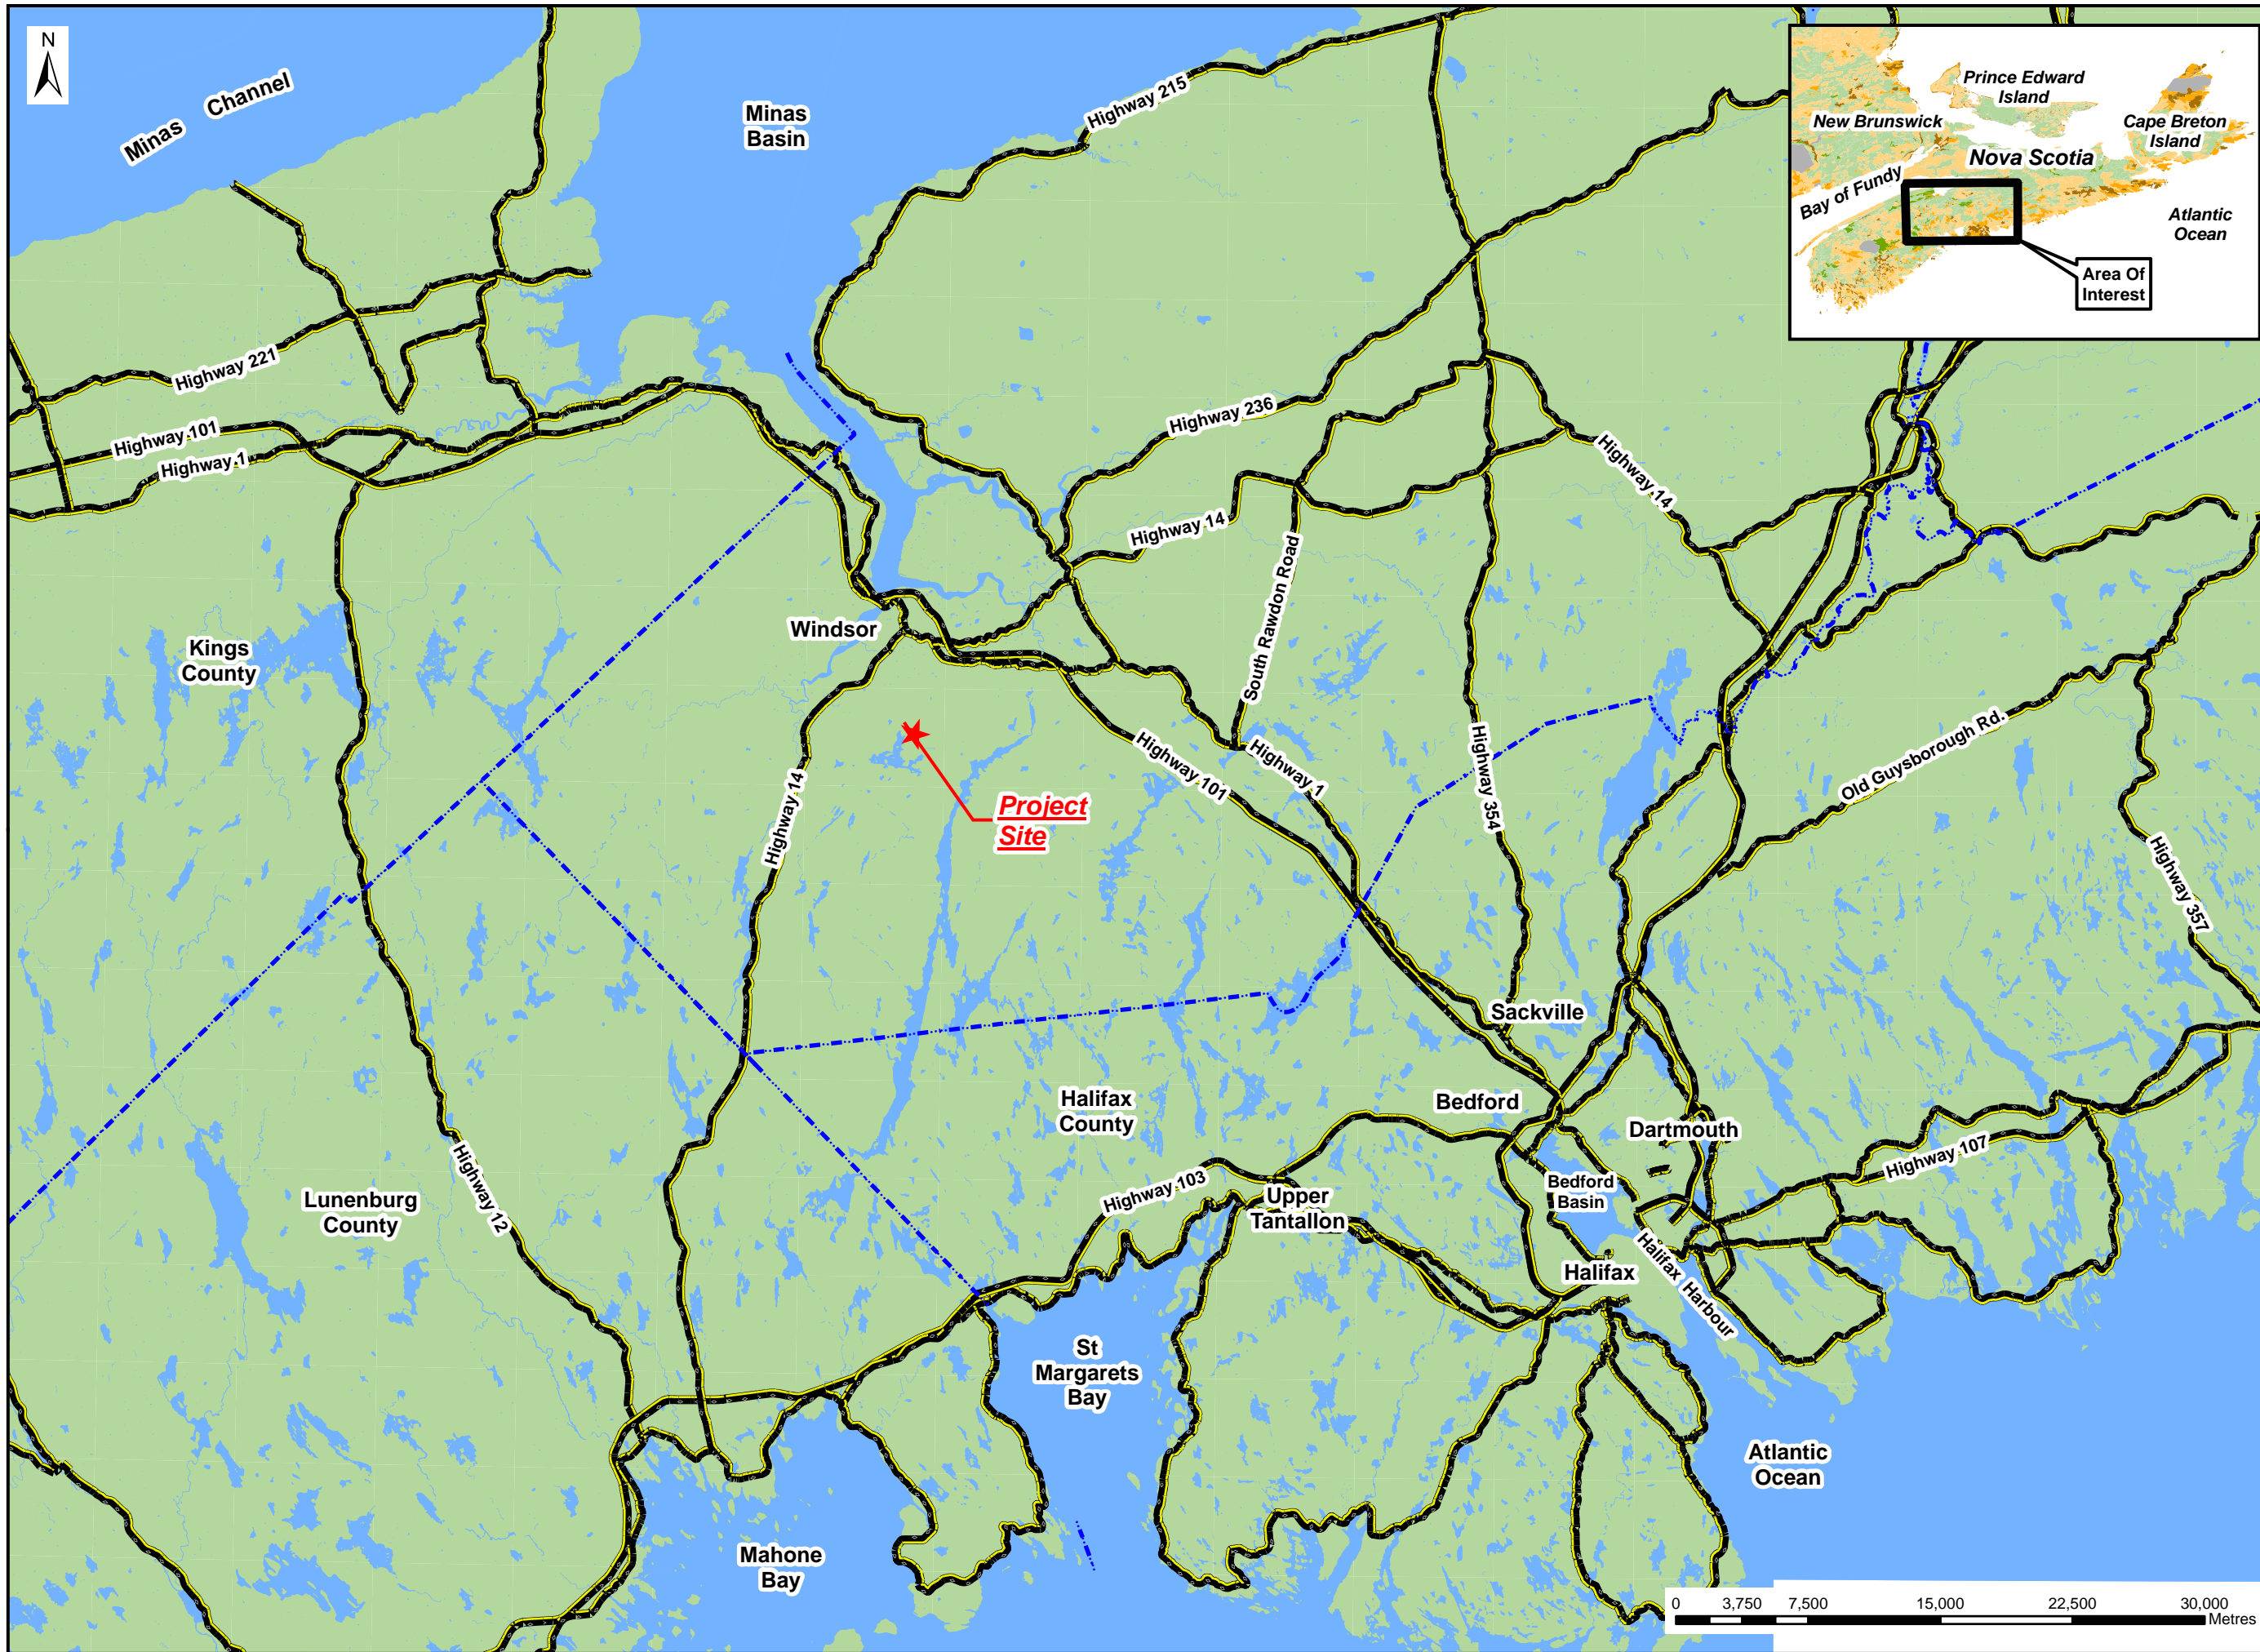 N
Minas Channel
Minas
Basin
Highway 215
Prince Edward
Island
New Brunswick
Cape Breton
Island
Nova Scotia
Bay of Fundy
Atlantic
Ocean
Area Of
Interest
Highway 221
Highway 101
Highway 1
Highway 236
Highway 14
Highway 14
South Rawdon Road
Windsor
Kings
County
Highway 14
Project
Site
Highway 101
Highway 1
Highway 354
Old Guysborough Rd.
Highway 357
Sackville
Halifax
County
Bedford
Dartmouth
Highway 107
Highway 12
Lunenburg
County
Highway 103
Upper
Tantallon
Bedford
Basin
Halifax
Halifax Harbour
St
Margarets
Bay
Atlantic
Ocean
Mahone
Bay
0 3,750 7,500 15,000 22,500 30,000
Metres